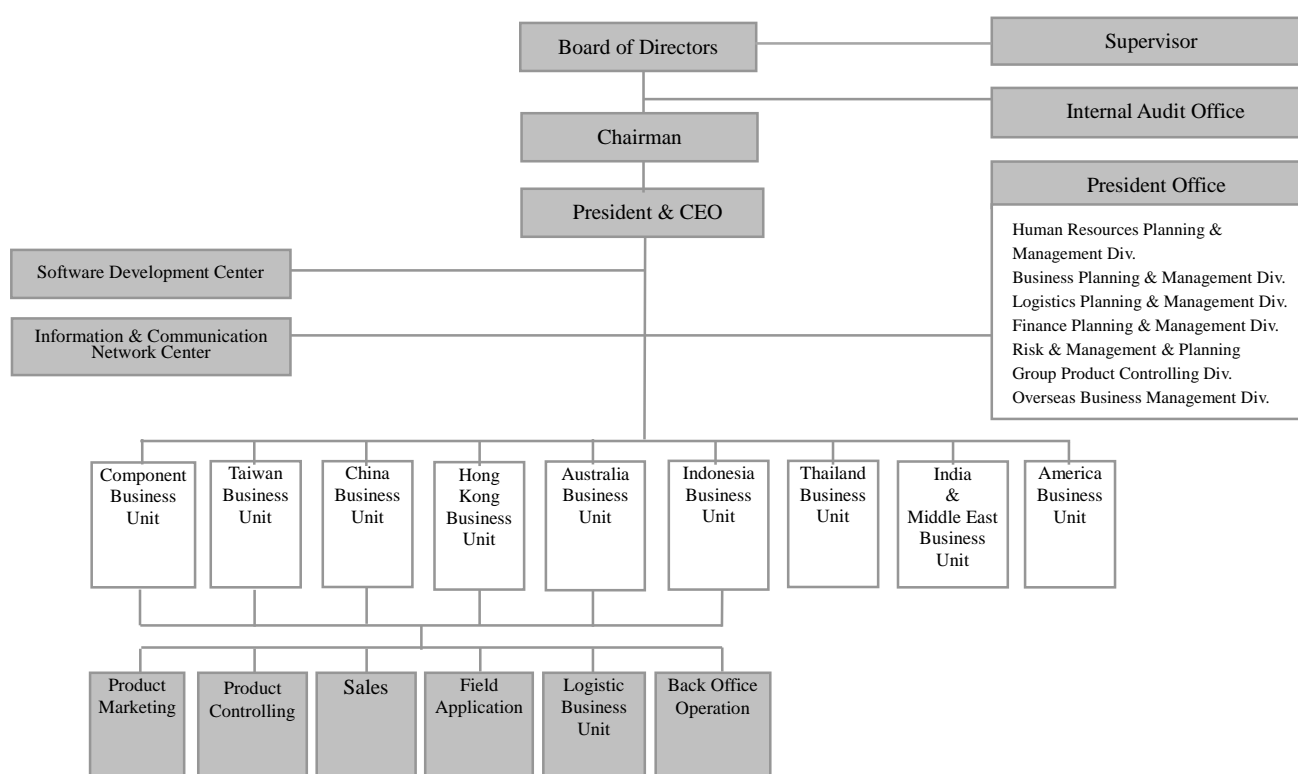 Board of Directors
Supervisor
Internal Audit Office
Chairman
President Office
President & CEO
Human Resources Planning &
Management Div.
Business Planning & Management Div.
Logistics Planning & Management Div.
Finance Planning & Management Div.
Risk & Management & Planning
Group Product Controlling Div.
Overseas Business Management Div.
Software Development Center
Information & Communication
Network Center
Component
Business
Unit
Taiwan
Business
Unit
China
Business
Unit
Hong
Kong
Business
Unit
Australia
Business
Unit
Indonesia
Business
Unit
Thailand
Business
Unit
India
&
Middle East
Business
Unit
America
Business
Unit
Product
Marketing
Product
Controlling
Sales
Field
Application
Logistic
Business
Unit
Back Office
Operation